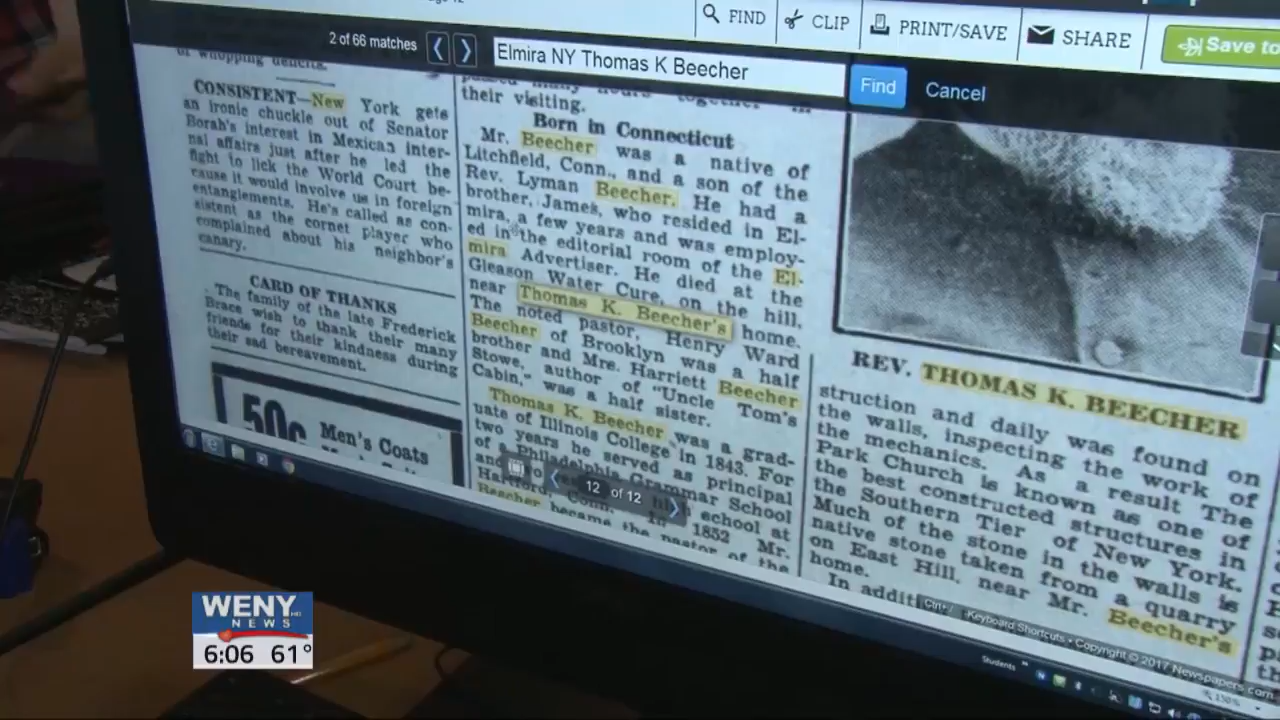 FIND
CLIP
PRINT/SAVE
SHARE
Save to
2 of 66 matches
Elmira NY Thomas K Beecher
Find
Cancel
of whopping deficits.
CONSISTENT—New York gets
an ironic chuckle out of Senator
Borah's interest in Mexican inter-
nal affairs just after he led the
fight to lick the World Court be-
cause it would involve us in foreign
entanglements. He's called as con-
sistent as the cornet player who
complained about his neighbor's
canary.
CARD OF THANKS
The family of the late Frederick
Brace wish to thank their many
friends for their kindness during
their sad bereavement.
50c
Men's Coats
their visiting.
Born in Connecticut
Mr. Beecher was a native of
Litchfield, Conn., and a son of the
Rev. Lyman Beecher. He had a
brother, James, who resided in El-
mira, a few years and was employ-
ed in the editorial room of the El-
mira Advertiser. He died at the
Gleason Water Cure, on the hill,
near Thomas K. Beecher's home.
The noted pastor, Henry Ward
Beecher of Brooklyn was a half
brother and Mrs. Harriett Beecher
Stowe, author of "Uncle Tom's
Cabin," was a half sister.
Thomas K. Beecher was a grad-
uate of Illinois College in 1843. For
two years he served as principal
of a Philadelphia Grammar School
and school at
Hartford, Conn. In 1852 Mr.
Beecher became the pastor of the
12 of 12
REV. THOMAS K. BEECHER
struction and daily was found on
the walls, inspecting the work of
the mechanics. As a result The
Park Church is known as one of
the best constructed structures in
the Southern Tier of New York.
Much of the stone in the walls is
native stone taken from a quarry
on East Hill, near Mr. Beecher's
home.
In addit
Ctrl+/ Keyboard Shortcuts • Copyright © 2017 Newspapers.com
Students
150%
WENY
NEWS
6:06 61°